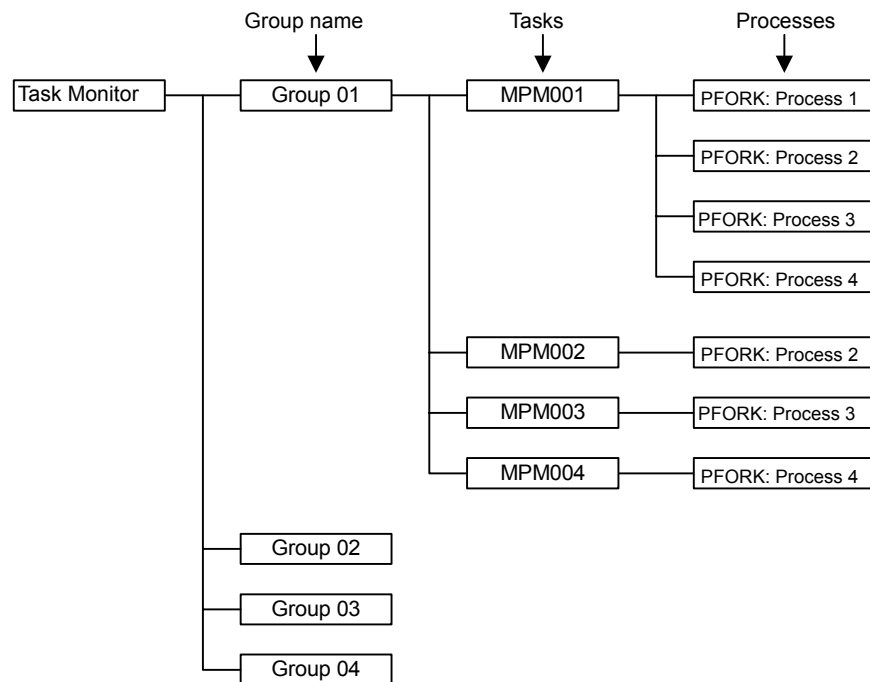 Group name
Tasks
Processes
Task Monitor
Group 01
MPM001
PFORK: Process 1
PFORK: Process 2
PFORK: Process 3
PFORK: Process 4
MPM002
PFORK: Process 2
MPM003
PFORK: Process 3
MPM004
PFORK: Process 4
Group 02
Group 03
Group 04